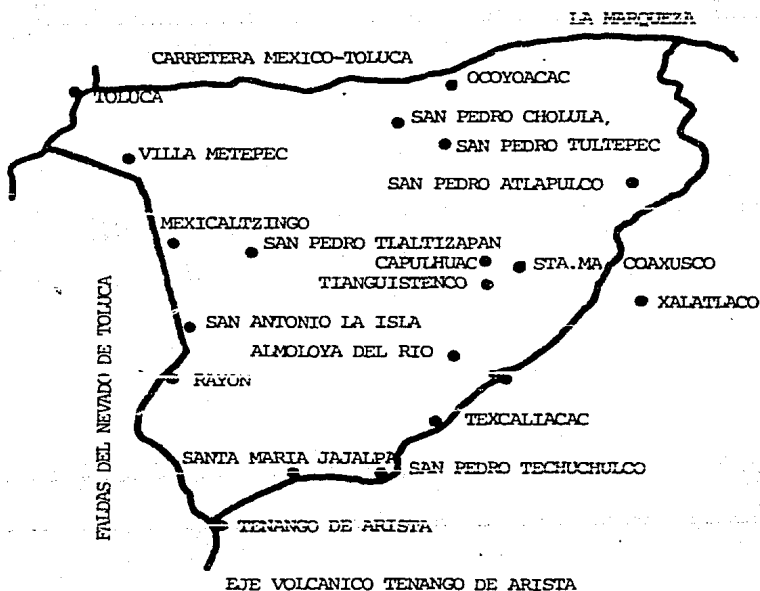 LA MARQUEZA
CARRETERA MEXICO-TOLUCA
OCOYOACAC
TOLUCA
SAN PEDRO CHOLULA,
SAN PEDRO TULTEPEC
VILLA METEPEC
SAN PEDRO ATLAPULCO
MEXICALTZINGO
SAN PEDRO TLALTIZAPAN
CAPULHUAC
STA.MA COAXUSCO
TIANGUISTENCO
XALATLACO
FALDAS DEL NEVADO DE TOLUCA
SAN ANTONIO LA ISLA
ALMOLOYA DEL RIO
RAYON
TEXCALIACAC
SANTA MARIA JAJALPA
SAN PEDRO TECHUCHULCO
TENANGO DE ARISTA
EJE VOLCANICO TENANGO DE ARISTA